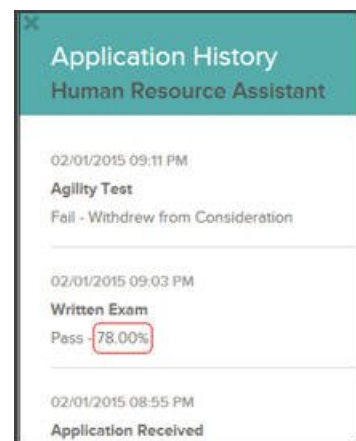 Application History
Human Resource Assistant
02/01/2015 09:11 PM
Agility Test
Fail - Withdrew from Consideration
02/01/2015 09:03 PM
Written Exam
Pass - 78.00%
02/01/2015 08:55 PM
Application Received